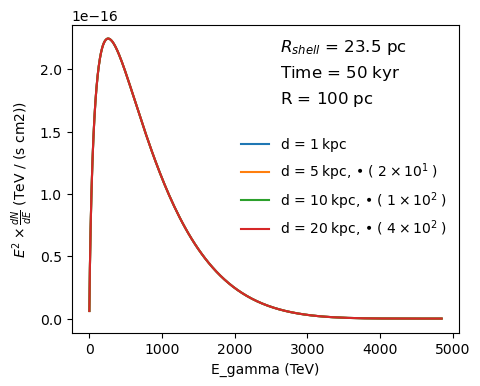 1e−16
R_shell = 23.5 pc
Time = 50 kyr
R = 100 pc
d = 1 kpc
d = 5 kpc, • ( 2 × 10¹ )
d = 10 kpc, • ( 1 × 10² )
d = 20 kpc, • ( 4 × 10² )
E² × dN/dE (TeV / (s cm2))
2.0
1.5
1.0
0.5
0.0
0 1000 2000 3000 4000 5000
E_gamma (TeV)